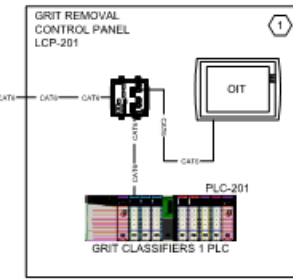 GRIT REMOVAL
CONTROL PANEL
LCP-201
1
OIT
CAT6 CAT6 CAT6
CAT6
CAT6
CAT6
PLC-201
GRIT CLASSIFIERS 1 PLC